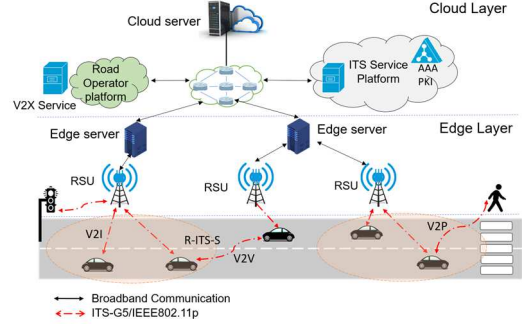 Cloud Layer
Cloud server
Road
Operator
platform
V2X Service
ITS Service
Platform
AAA
PKI
Edge server
Edge server
Edge Layer
RSU
RSU
RSU
V2I
R-ITS-S
V2V
V2P
Broadband Communication
ITS-G5/IEEE802.11p